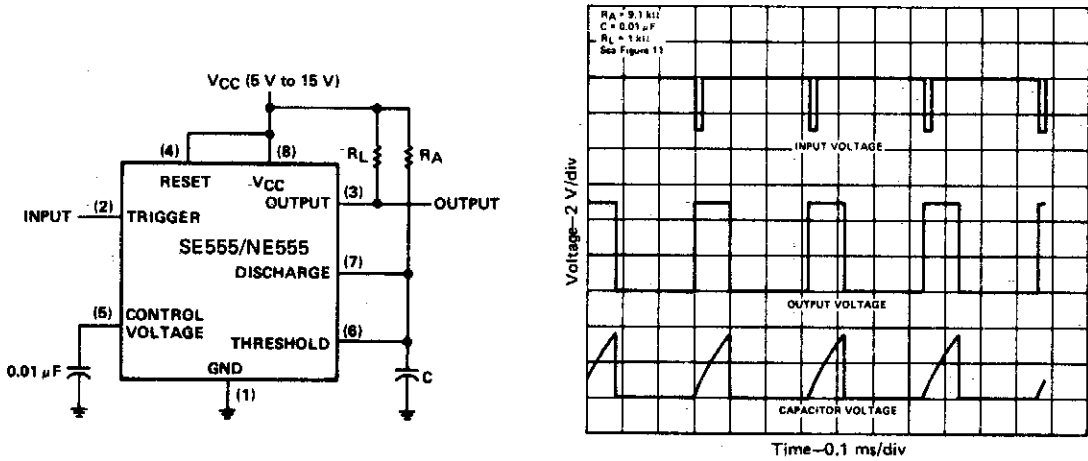 VCC (5 V to 15 V)
(4)
(8)
RL
RA
RESET
VCC
(3)
OUTPUT
OUTPUT
INPUT
(2)
TRIGGER
SE555/NE555
(7)
DISCHARGE
(5)
CONTROL
VOLTAGE
(6)
THRESHOLD
0.01 µF
GND
C
(1)
RA = 9.1 kΩ
C = 0.01 µF
RL = 1 kΩ
See Figure 11
INPUT VOLTAGE
Voltage—2 V/div
OUTPUT VOLTAGE
CAPACITOR VOLTAGE
Time—0.1 ms/div